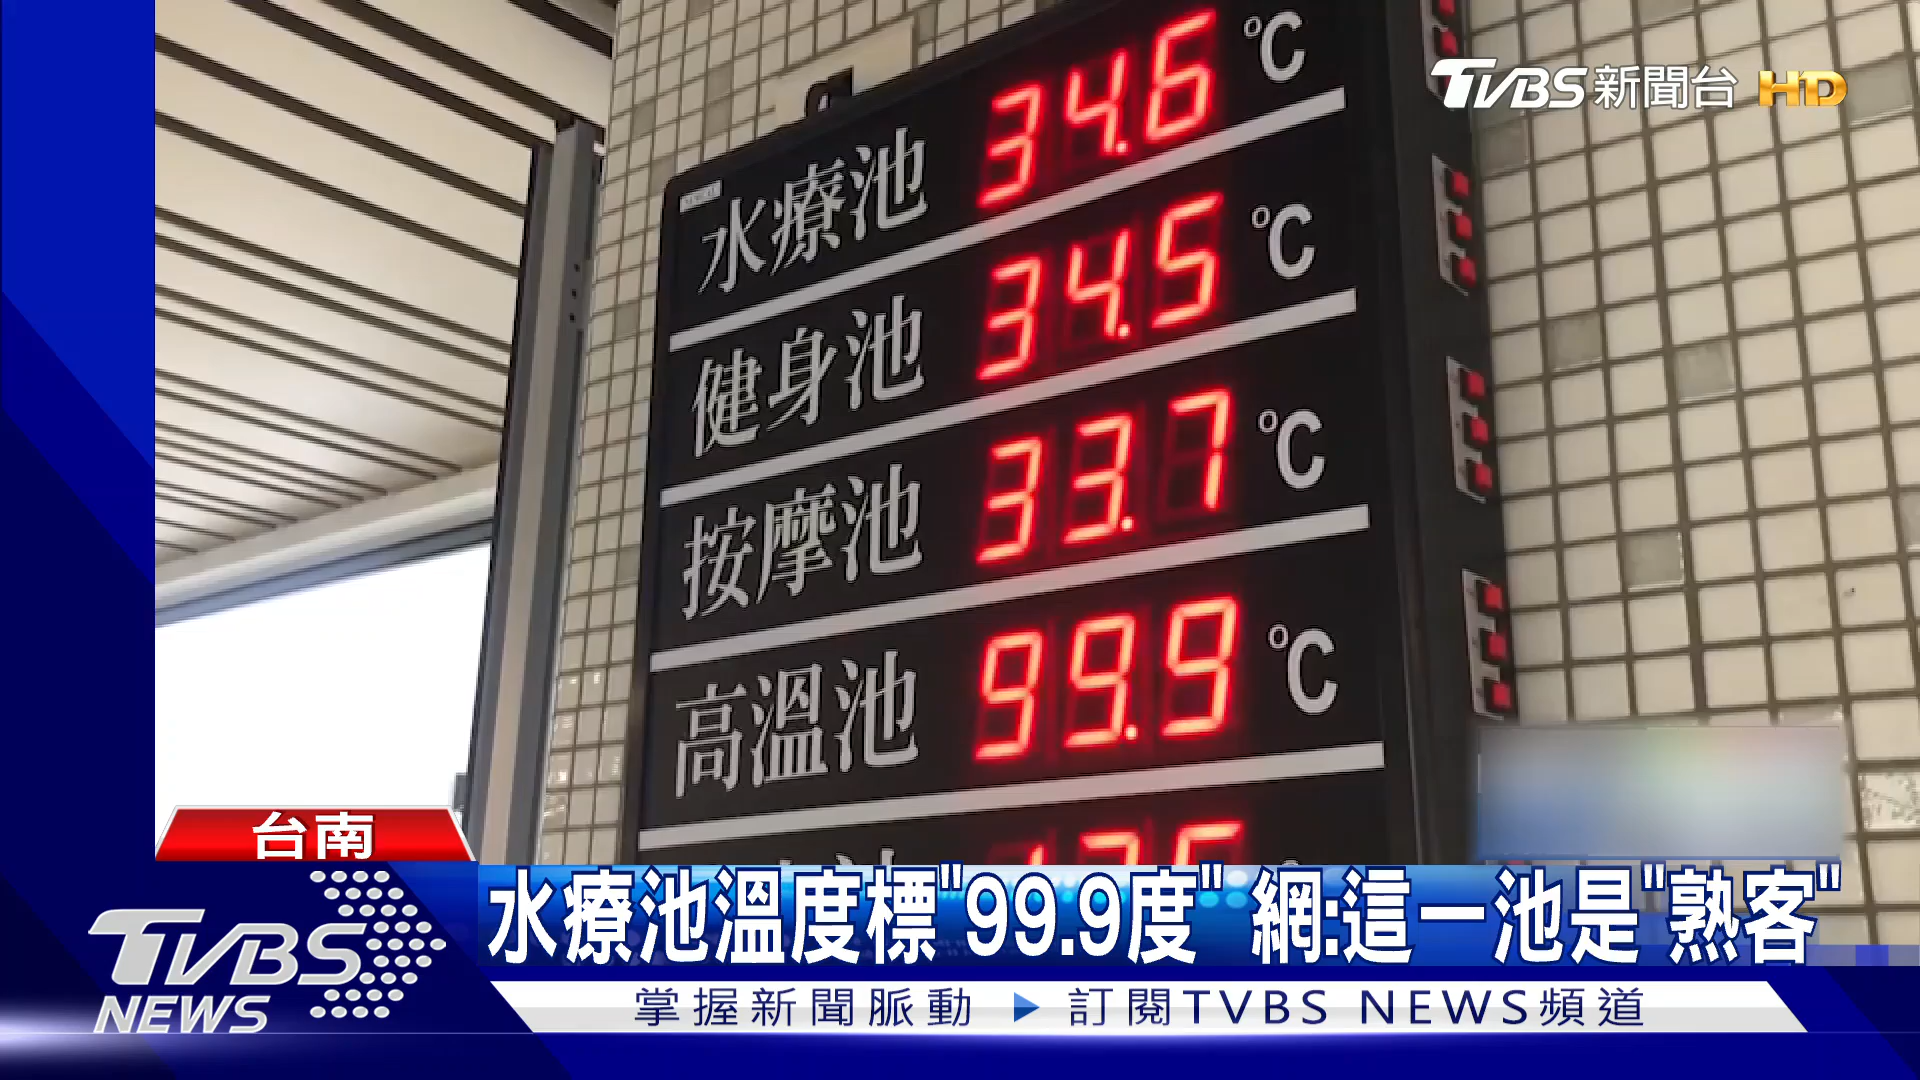 TVBS新聞台 HD
水療池 34.6 °C
健身池 34.5 °C
按摩池 33.7 °C
高溫池 99.9 °C
台南
水療池溫度標"99.9度" 網:這一池是"熟客"
TVBS NEWS
掌握新聞脈動 ▶ 訂閱TVBS NEWS頻道